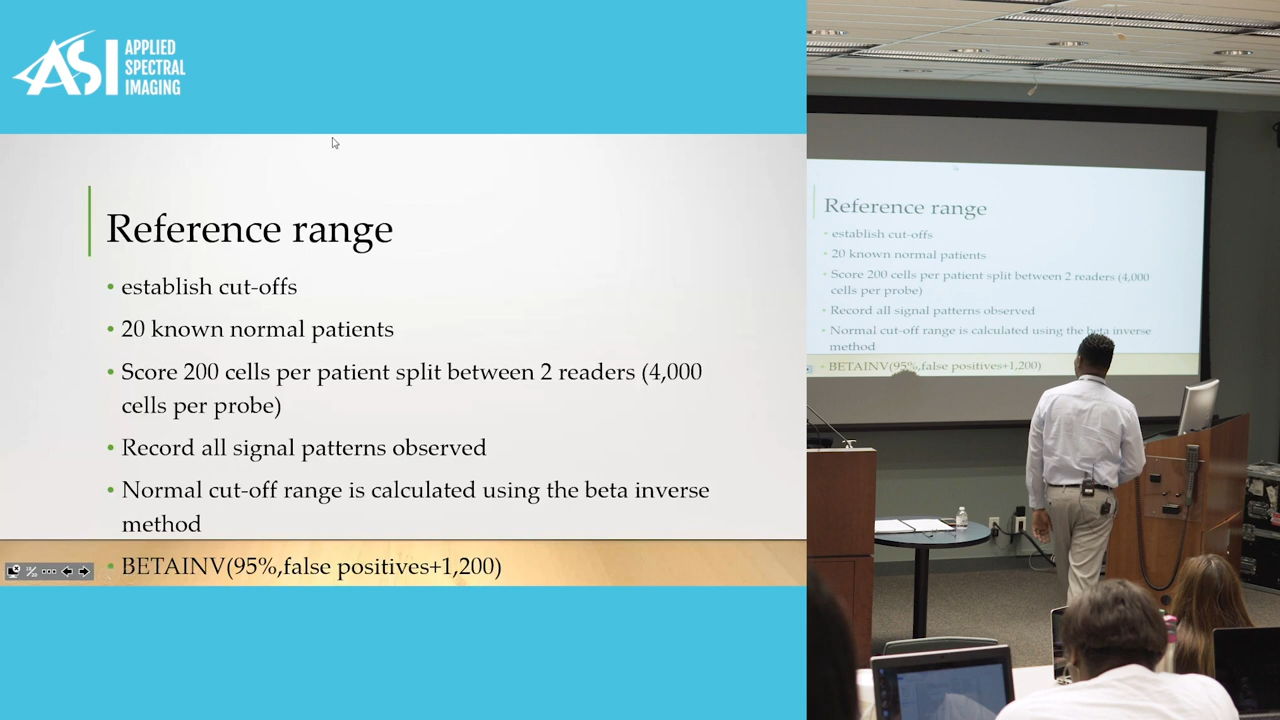 ASI APPLIED
SPECTRAL
IMAGING
Reference range
• establish cut-offs
• 20 known normal patients
• Score 200 cells per patient split between 2 readers (4,000
cells per probe)
• Record all signal patterns observed
• Normal cut-off range is calculated using the beta inverse
method
• BETAINV(95%,false positives+1,200)
Reference range
• establish cut-offs
• 20 known normal patients
• Score 200 cells per patient split between 2 readers (4,000
cells per probe)
• Record all signal patterns observed
• Normal cut-off range is calculated using the beta inverse
method
• BETAINV(95%,false positives+1,200)